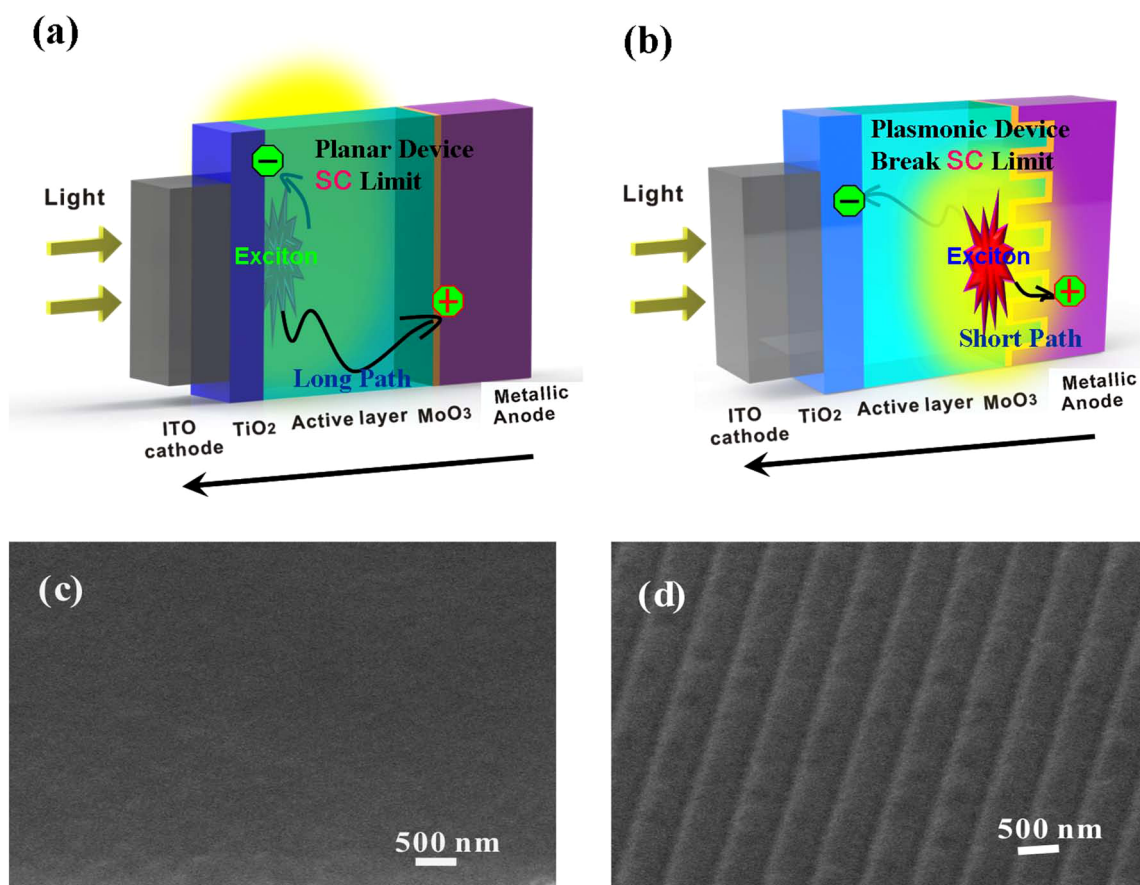 (a)
Planar Device
SC Limit
Light
−
Exciton
+
Long Path
ITO
cathode
TiO2
Active layer
MoO3
Metallic
Anode
(b)
Plasmonic Device
Break SC Limit
Light
−
Exciton
+
Short Path
ITO
cathode
TiO2
Active layer
MoO3
Metallic
Anode
(c)
500 nm
(d)
500 nm